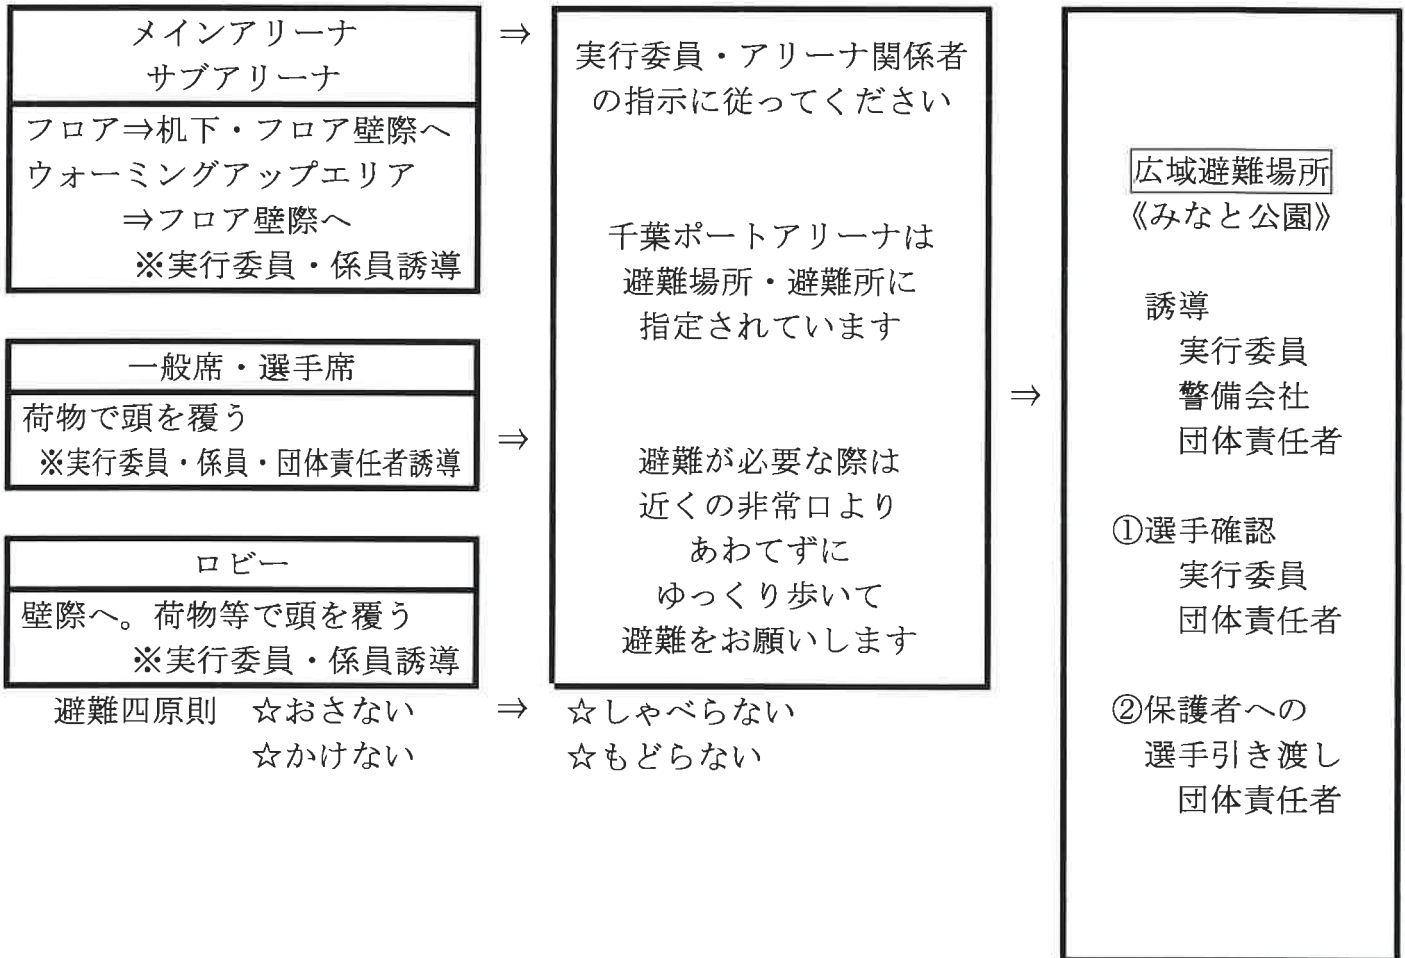 メインアリーナ
サブアリーナ
フロア⇒机下・フロア壁際へ
ウォーミングアップエリア
⇒フロア壁際へ
※実行委員・係員誘導
一般席・選手席
荷物で頭を覆う
※実行委員・係員・団体責任者誘導
ロビー
壁際へ。荷物等で頭を覆う
※実行委員・係員誘導
⇒
⇒
⇒
実行委員・アリーナ関係者
の指示に従ってください
千葉ポートアリーナは
避難場所・避難所に
指定されています
避難が必要な際は
近くの非常口より
あわてずに
ゆっくり歩いて
避難をお願いします
⇒
広域避難場所
《みなと公園》
誘導
実行委員
警備会社
団体責任者
①選手確認
実行委員
団体責任者
②保護者への
選手引き渡し
団体責任者
避難四原則 ☆おさない ☆しゃべらない
☆かけない ☆もどらない